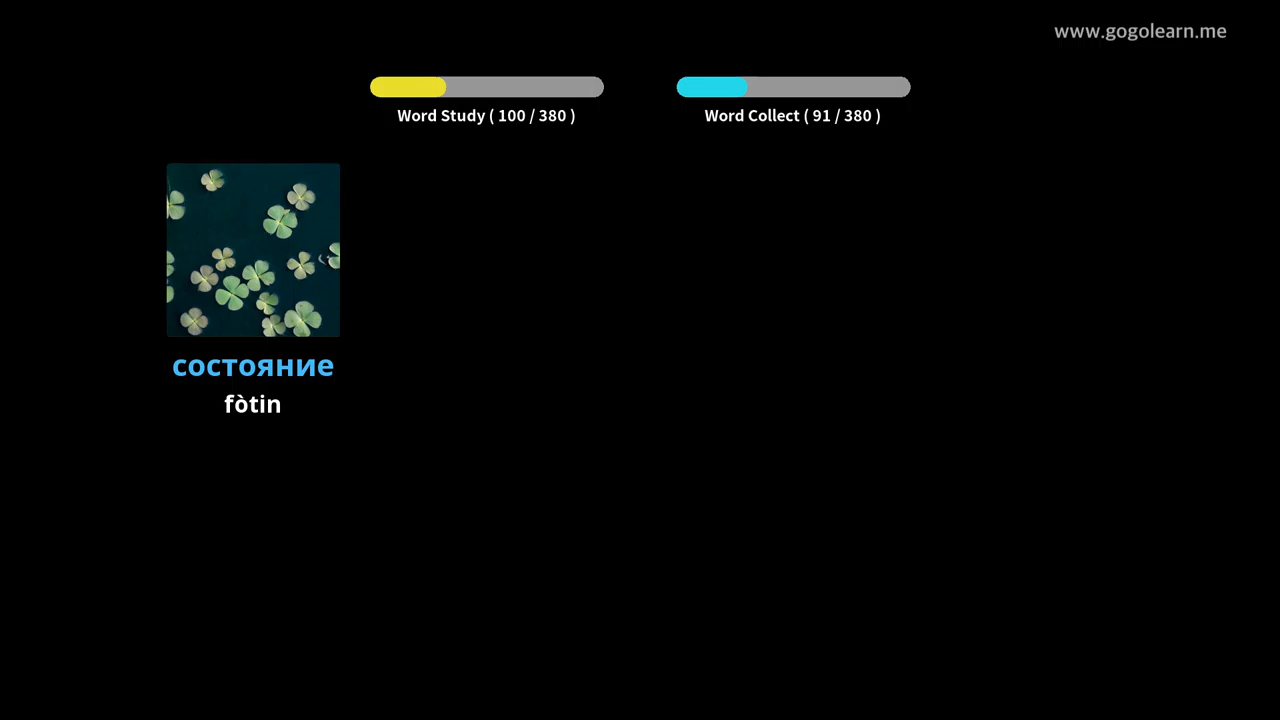 www.gogolearn.me
Word Study ( 100 / 380 )
Word Collect ( 91 / 380 )
состояние
fòtin